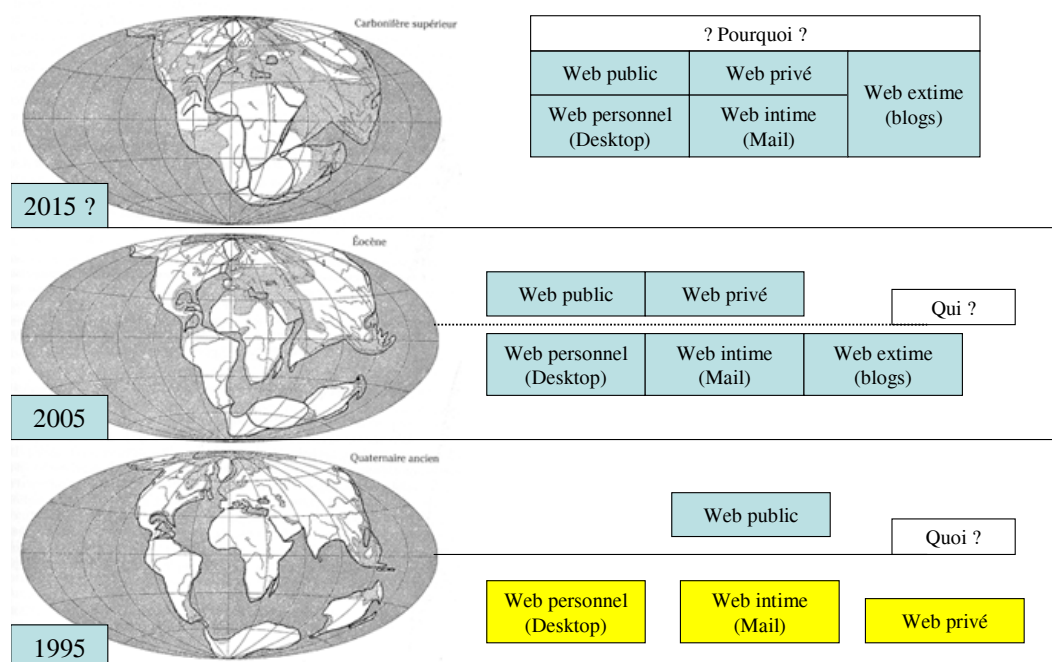 Carbonifère supérieur
? Pourquoi ?
Web public
Web privé
Web extime
(blogs)
Web personnel
(Desktop)
Web intime
(Mail)
2015 ?
Éocène
Web public
Web privé
Qui ?
Web personnel
(Desktop)
Web intime
(Mail)
Web extime
(blogs)
2005
Quaternaire ancien
Web public
Quoi ?
Web personnel
(Desktop)
Web intime
(Mail)
Web privé
1995